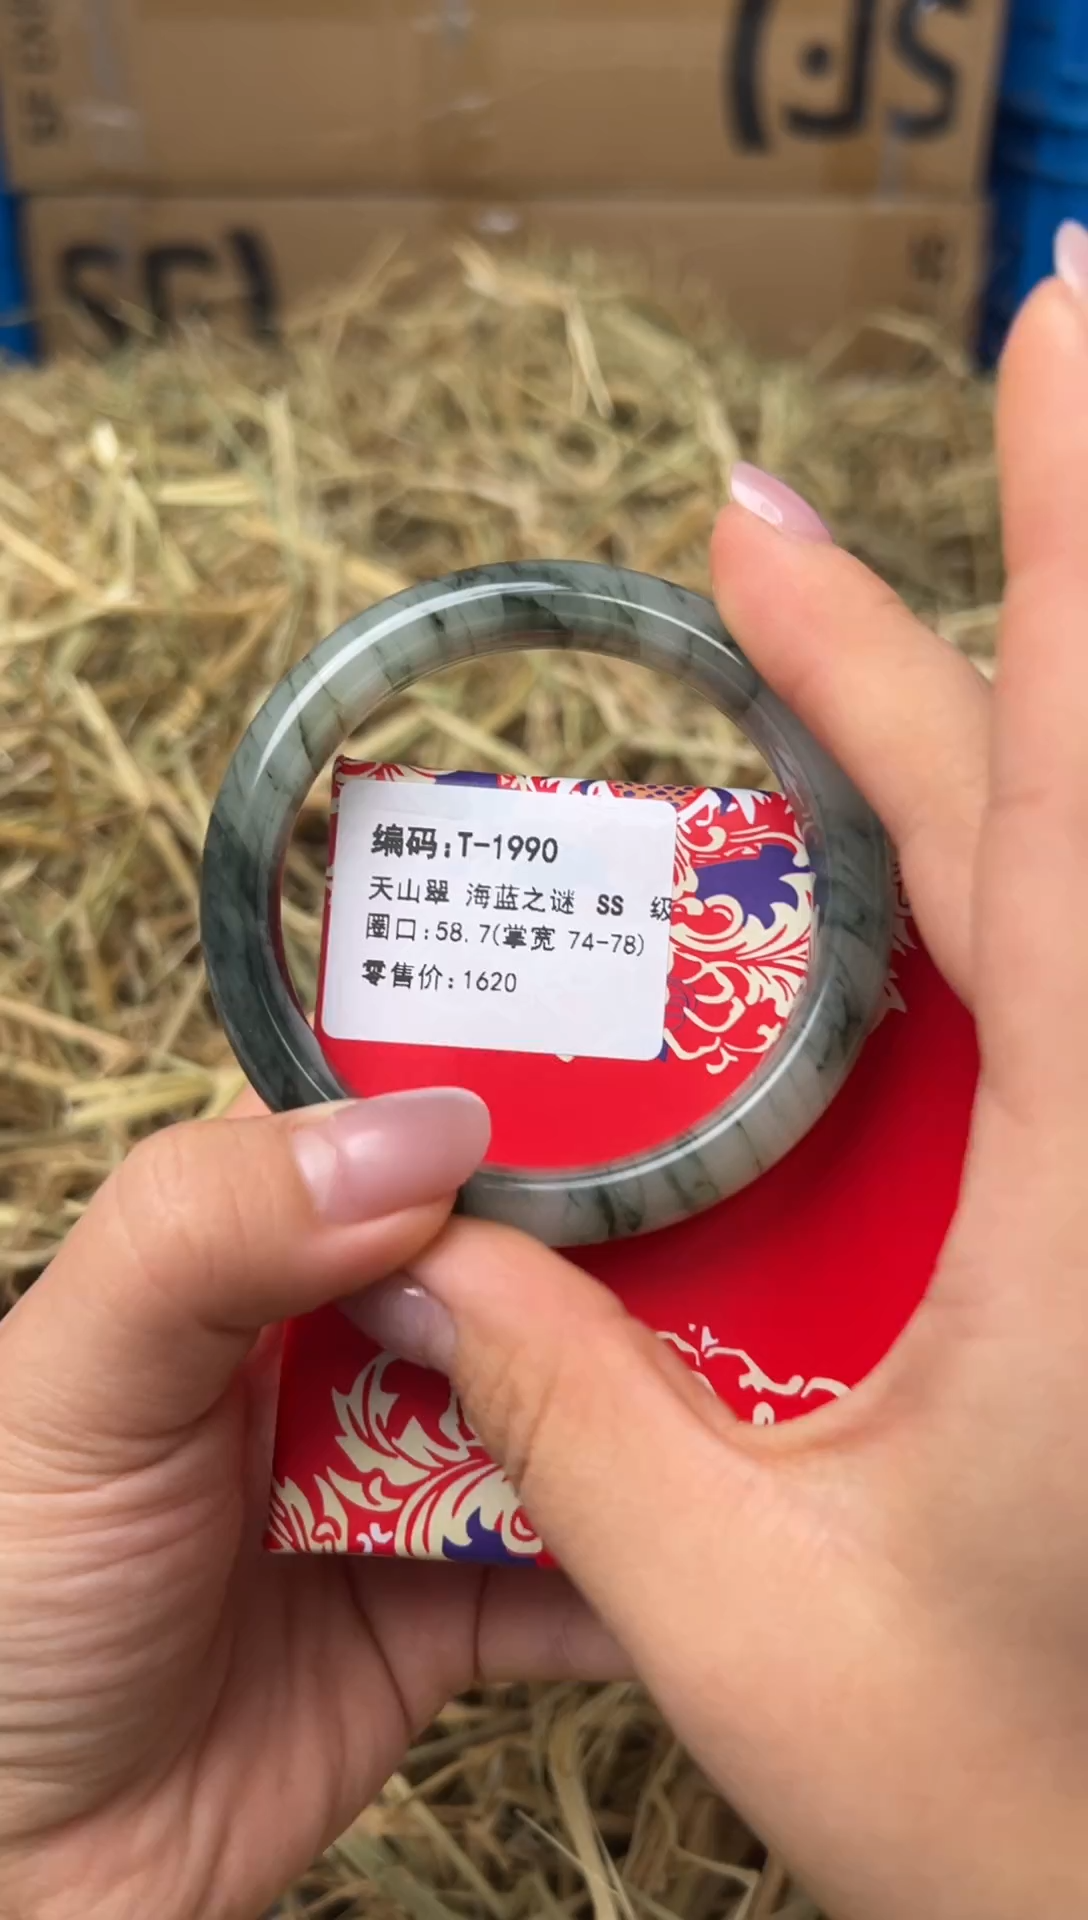 编码:T-1990
天山翠 海蓝之谜 SS 级
圈口:58.7(掌宽 74-78)
零售价:1620